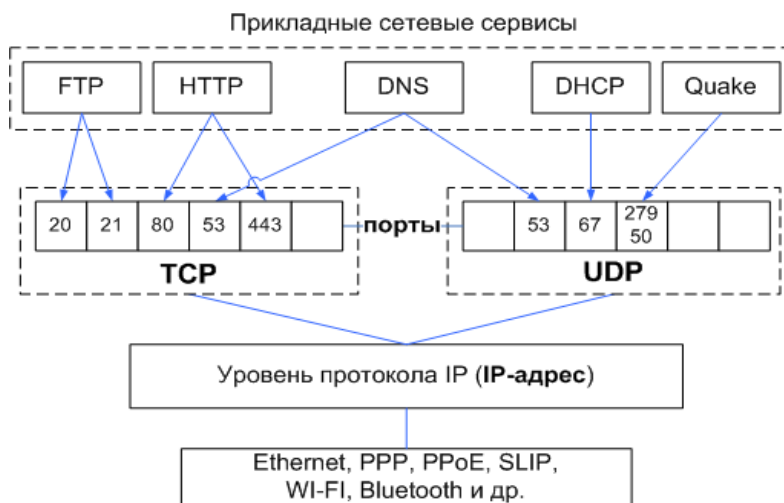 Прикладные сетевые сервисы
FTP
HTTP
DNS
DHCP
Quake
20
21
80
53
443
порты
53
67
279
50
TCP
UDP
Уровень протокола IP (IP-адрес)
Ethernet, PPP, PPoE, SLIP,
WI-FI, Bluetooth и др.